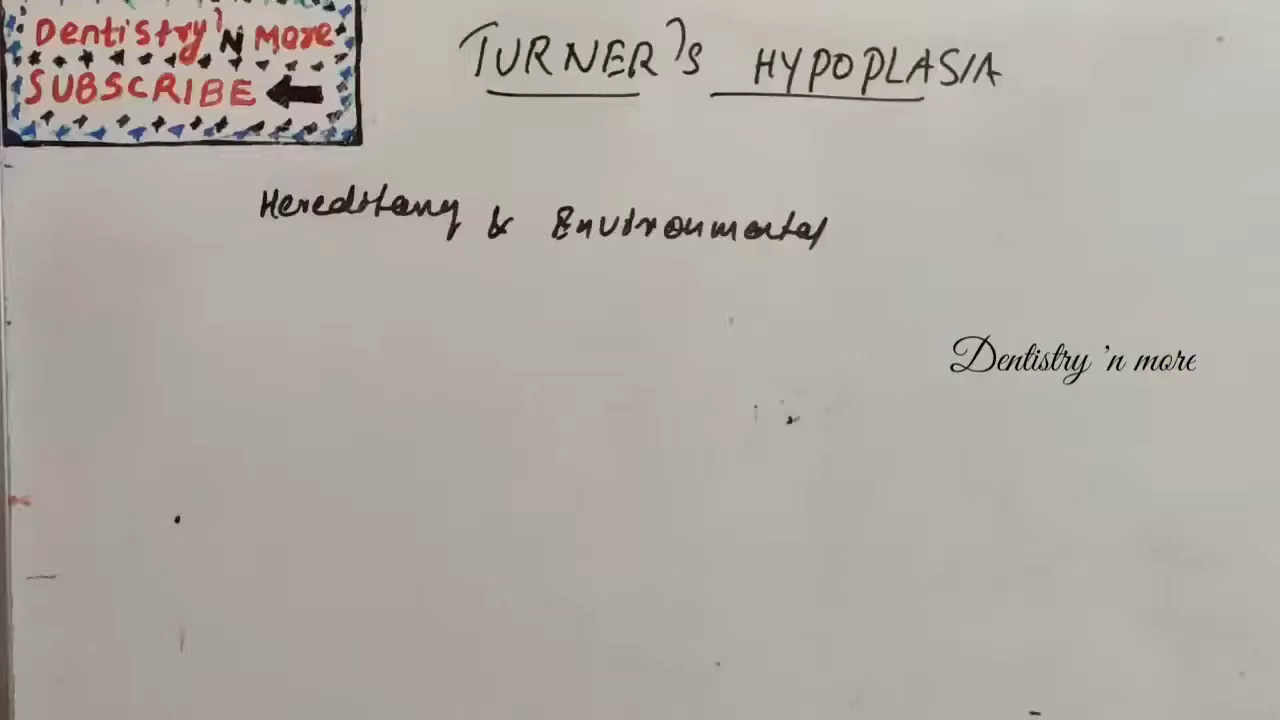 Dentistry'N More
SUBSCRIBE
TURNER'S HYPOPLASIA
Hereditary & Environmental
Dentistry 'n more